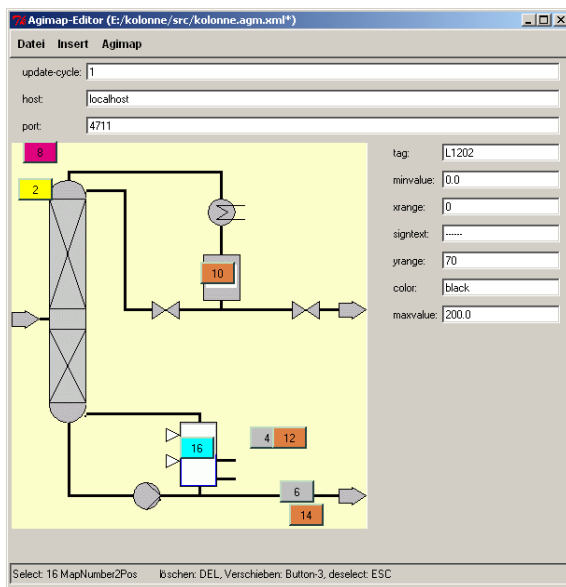 Agimap-Editor (E:/kolonne/src/kolonne.agm.xml*)
Datei Insert Agimap
update-cycle: 1
host: localhost
port: 4711
8
2
10
4 12
16
6
14
tag: L1202
minvalue: 0.0
xrange: 0
signtext: ------
yrange: 70
color: black
maxvalue: 200.0
Select: 16 MapNumber2Pos löschen: DEL, Verschieben: Button-3, deselect: ESC